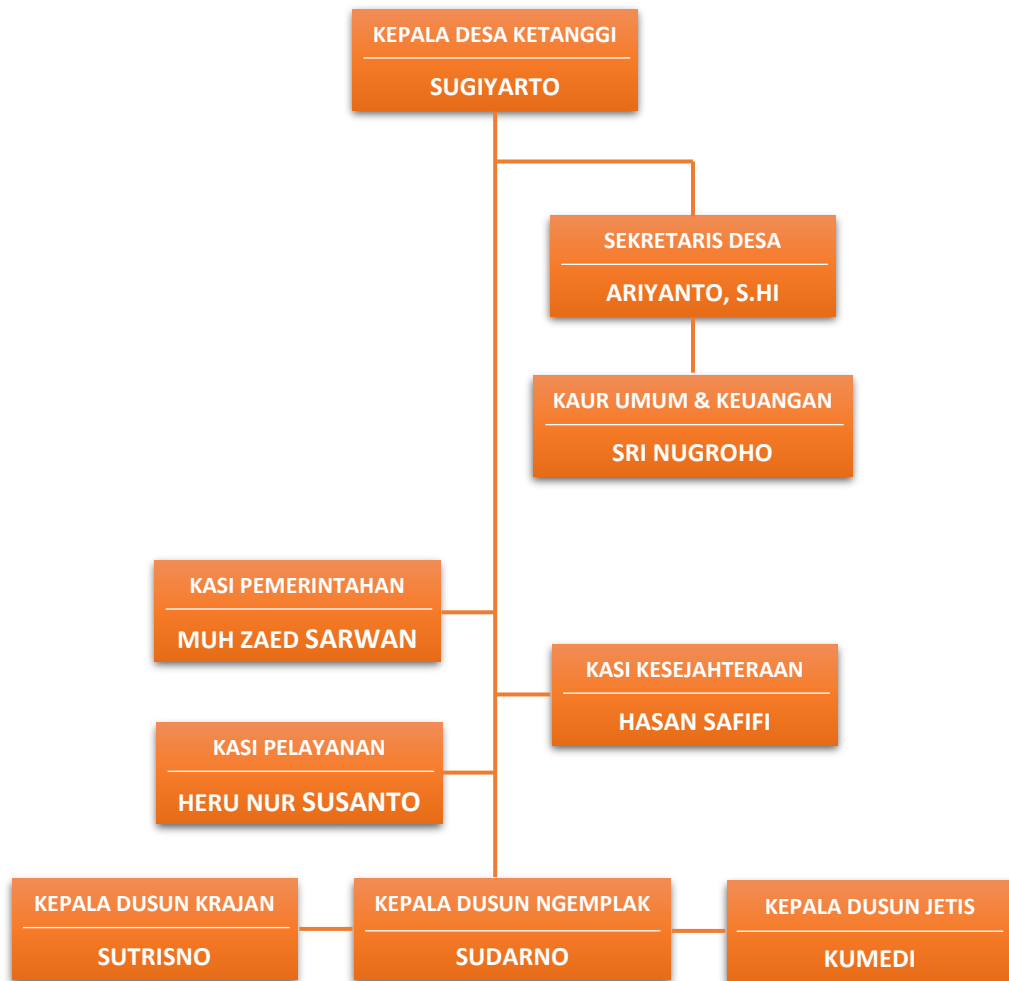 KEPALA DESA KETANGGI
SUGIYARTO
SEKRETARIS DESA
ARIYANTO, S.HI
KAUR UMUM & KEUANGAN
SRI NUGROHO
KASI PEMERINTAHAN
MUH ZAED SARWAN
KASI KESEJAHTERAAN
HASAN SAFIFI
KASI PELAYANAN
HERU NUR SUSANTO
KEPALA DUSUN KRAJAN
SUTRISNO
KEPALA DUSUN NGEMPLAK
SUDARNO
KEPALA DUSUN JETIS
KUMEDI